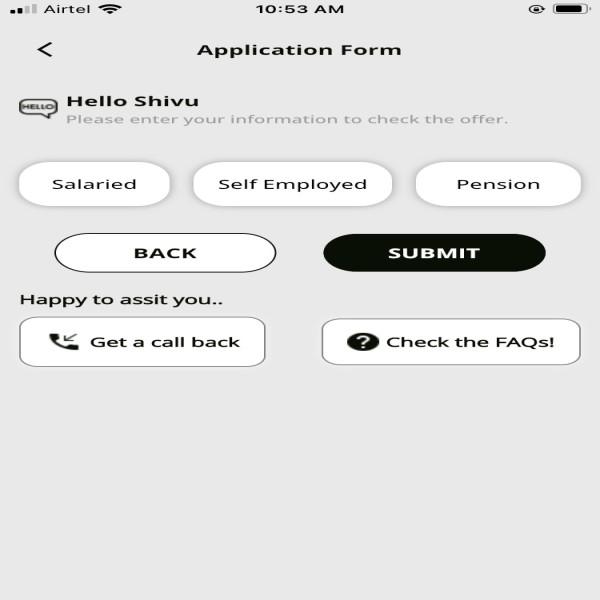 Airtel 10:53 AM
Application Form
HELLO Hello Shivu
Please enter your information to check the offer.
Salaried Self Employed Pension
BACK SUBMIT
Happy to assit you..
Get a call back ? Check the FAQs!